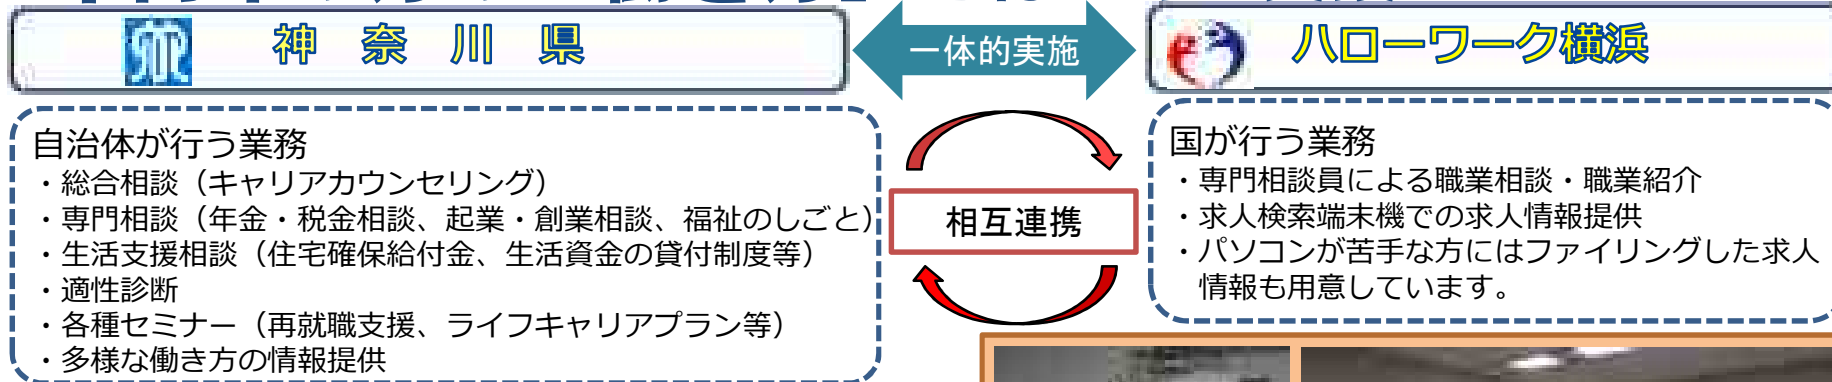 神奈川県
一体的実施
ハローワーク横浜
自治体が行う業務
・総合相談（キャリアカウンセリング）
・専門相談（年金・税金相談、起業・創業相談、福祉のしごと）
・生活支援相談（住宅確保給付金、生活資金の貸付制度等）
・適性診断
・各種セミナー（再就職支援、ライフキャリアプラン等）
・多様な働き方の情報提供
相互連携
国が行う業務
・専門相談員による職業相談・職業紹介
・求人検索端末機での求人情報提供
・パソコンが苦手な方にはファイリングした求人
情報も用意しています。